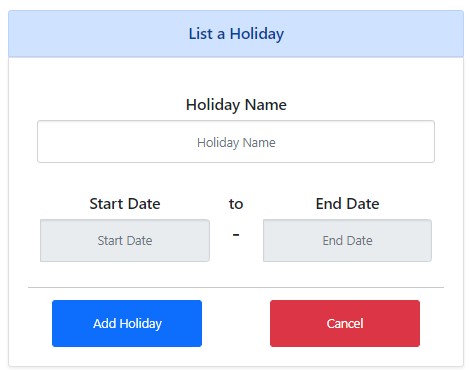 List a Holiday
Holiday Name
Holiday Name
Start Date to End Date
Start Date - End Date
Add Holiday Cancel